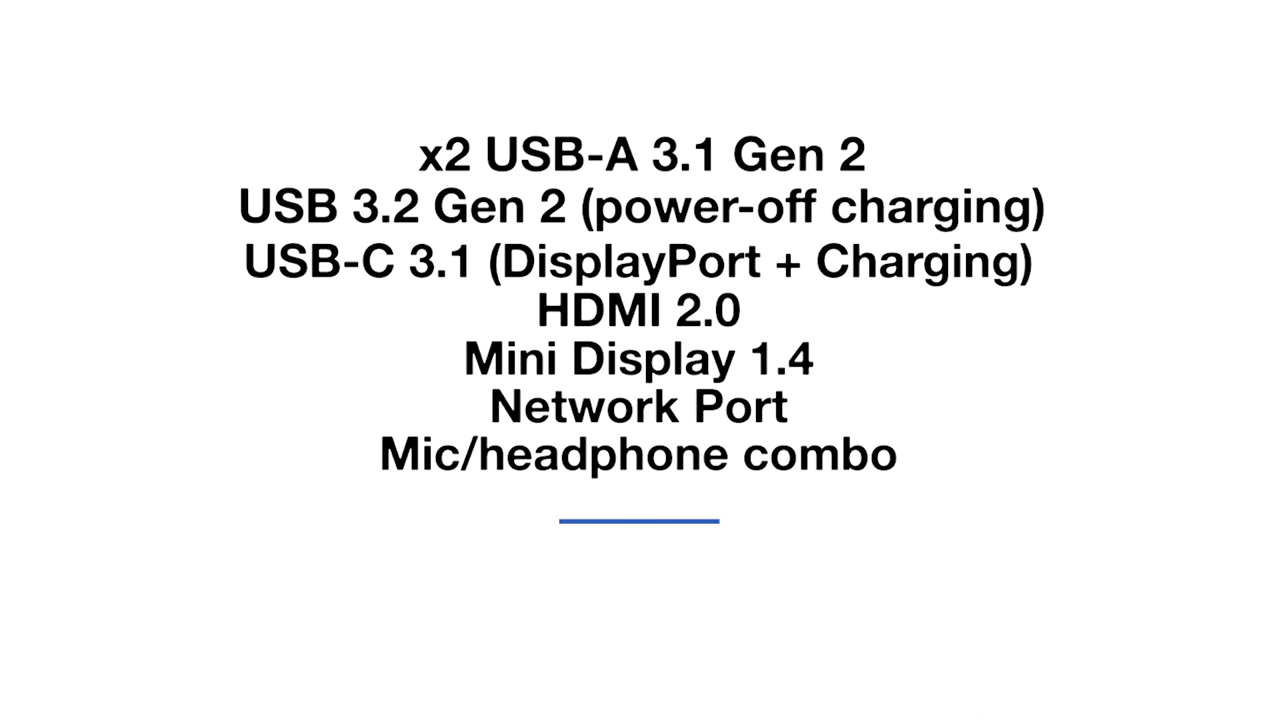 x2 USB-A 3.1 Gen 2
USB 3.2 Gen 2 (power-off charging)
USB-C 3.1 (DisplayPort + Charging)
HDMI 2.0
Mini Display 1.4
Network Port
Mic/headphone combo